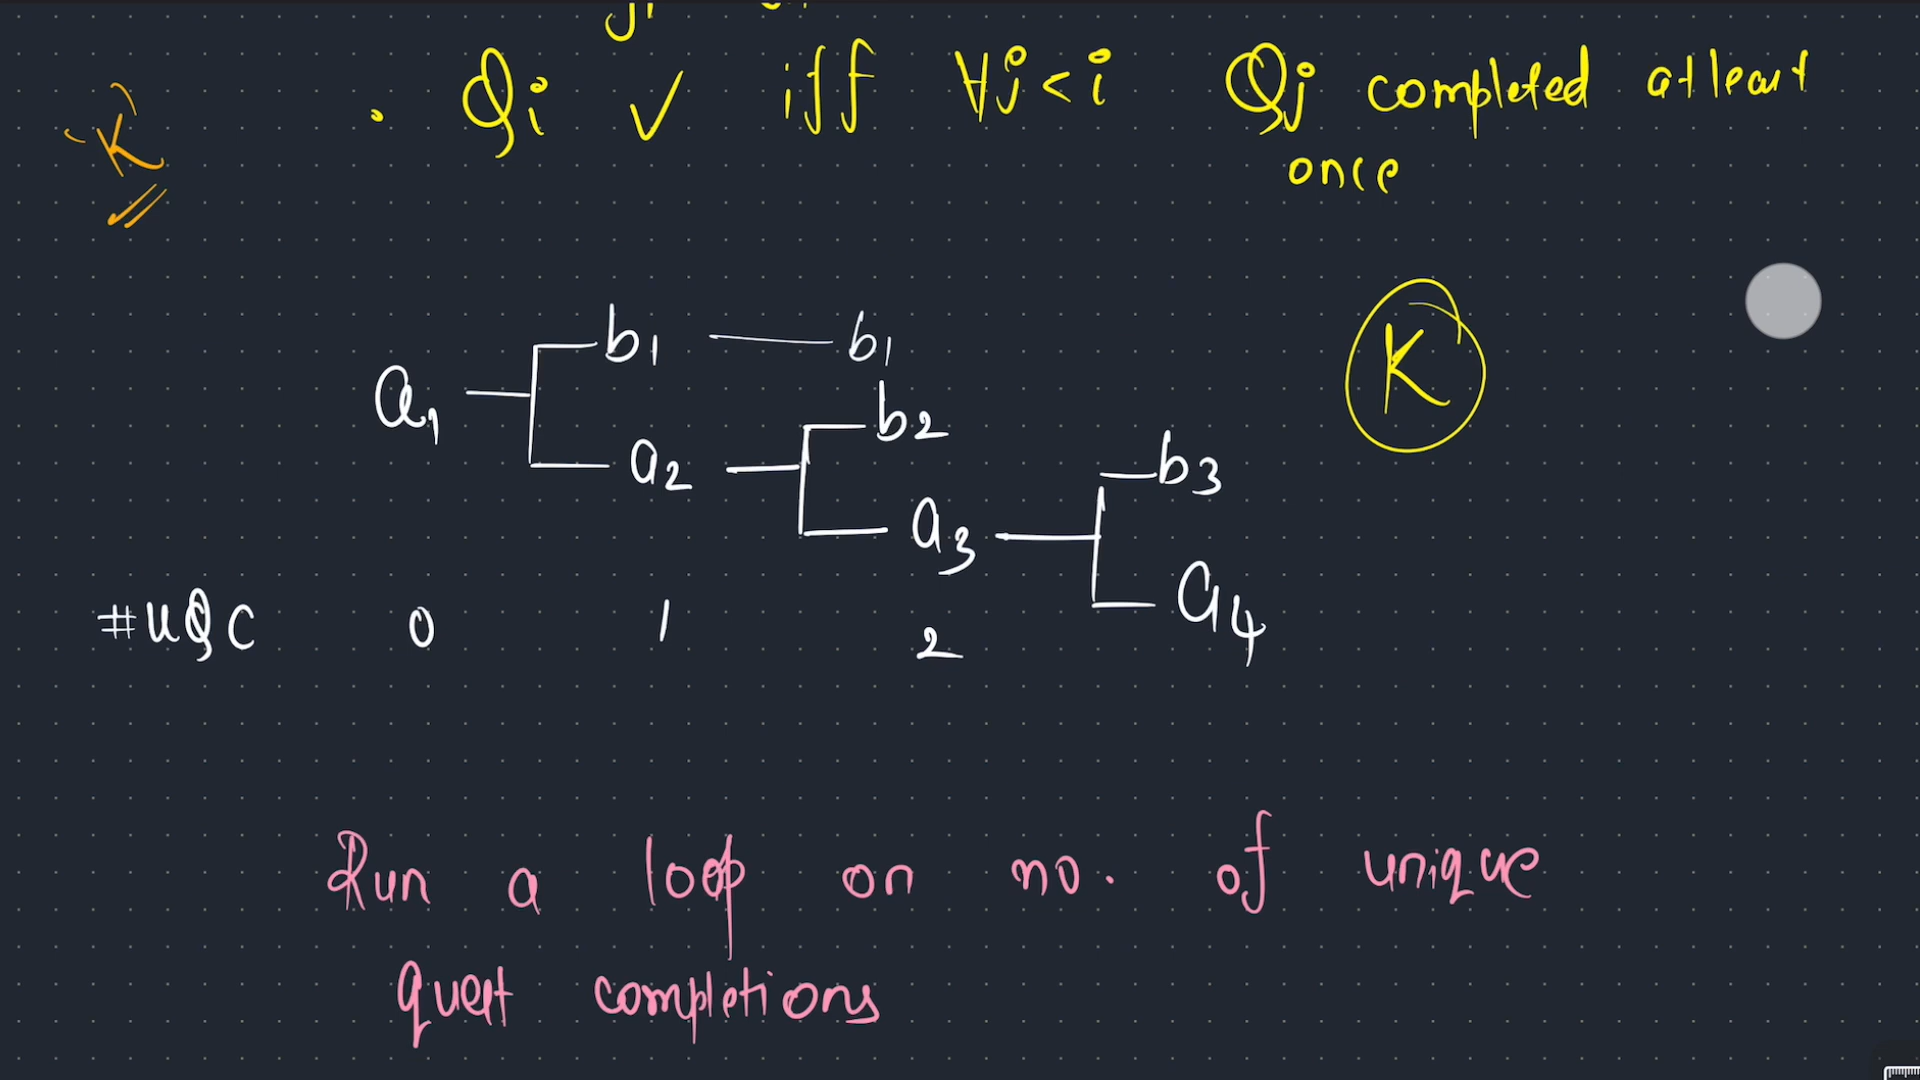 . Qi ✓ iff ∀j < i Qj completed atleast
once
K
K
b1 — b1
a1
b2
a2
b3
a3
a4
#UQC 0 1 2
Run a loop on no. of unique
quest completions